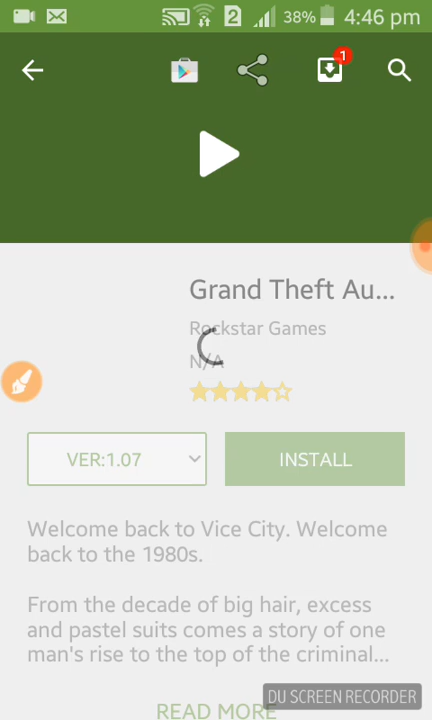 2 38% 4:46 pm
1
Grand Theft Au...
Rockstar Games
N/A
VER:1.07
INSTALL
Welcome back to Vice City. Welcome
back to the 1980s.
From the decade of big hair, excess
and pastel suits comes a story of one
man's rise to the top of the criminal...
READ MORE
DU SCREEN RECORDER